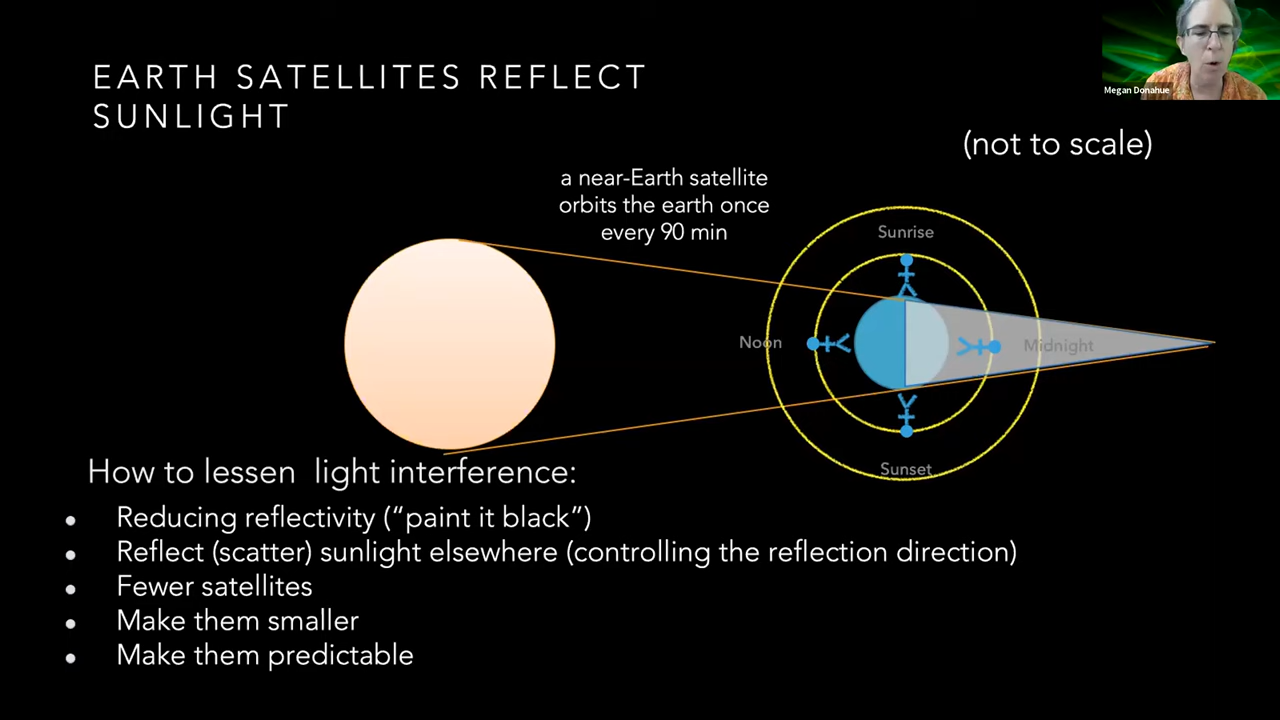 EARTH SATELLITES REFLECT
SUNLIGHT
Megan Donahue
(not to scale)
a near-Earth satellite
orbits the earth once
every 90 min
Sunrise
Noon
Midnight
Sunset
How to lessen light interference:
• Reducing reflectivity (“paint it black”)
• Reflect (scatter) sunlight elsewhere (controlling the reflection direction)
• Fewer satellites
• Make them smaller
• Make them predictable